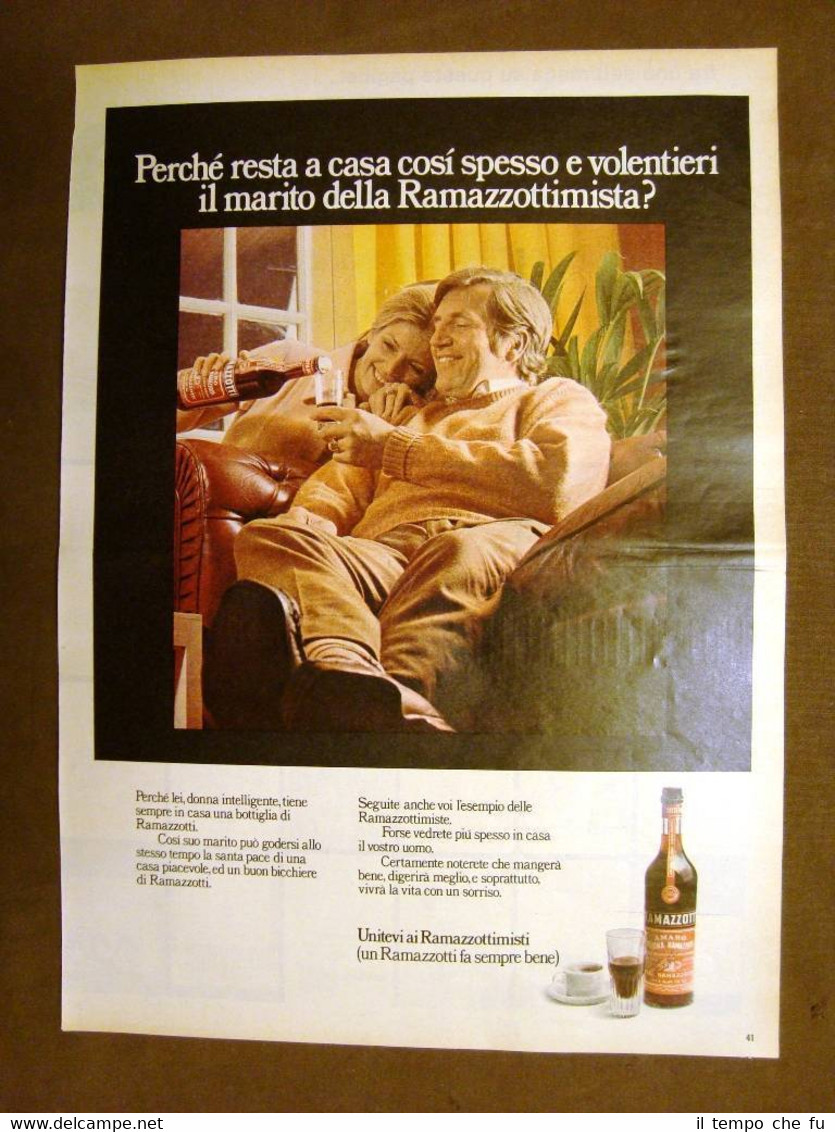 Perché resta a casa cosí spesso e volentieri
il marito della Ramazzottimista?
MAZZOTTI
Perché lei, donna intelligente, tiene
sempre in casa una bottiglia di
Ramazzotti.
Cosí suo marito può godersi allo
stesso tempo la santa pace di una
casa piacevole, ed un buon bicchiere
di Ramazzotti.
Seguite anche voi l'esempio delle
Ramazzottimiste.
Forse vedrete piú spesso in casa
il vostro uomo.
Certamente noterete che mangerà
bene, digerirà meglio, e soprattutto,
vivrà la vita con un sorriso.
Unitevi ai Ramazzottimisti
(un Ramazzotti fa sempre bene)
RAMAZZOTTI
AMARO
41
www.maremagnum.com
il tempo che fu